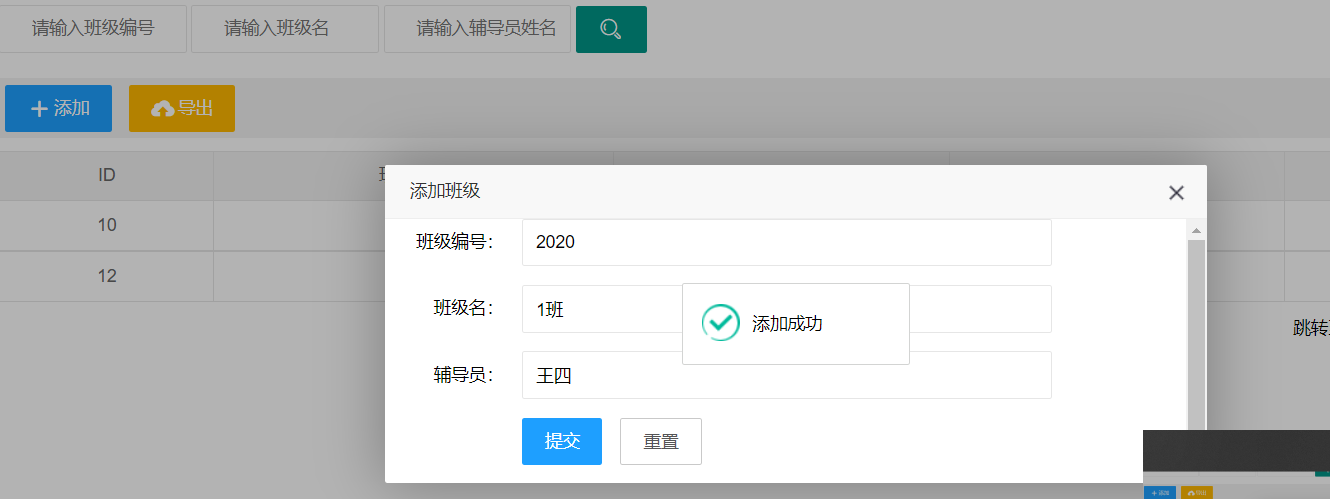 请输入班级编号 请输入班级名 请输入辅导员姓名
添加 导出
ID
添加班级
10
班级编号： 2020
12
班级名： 1班
添加成功
跳转
辅导员： 王四
提交 重置